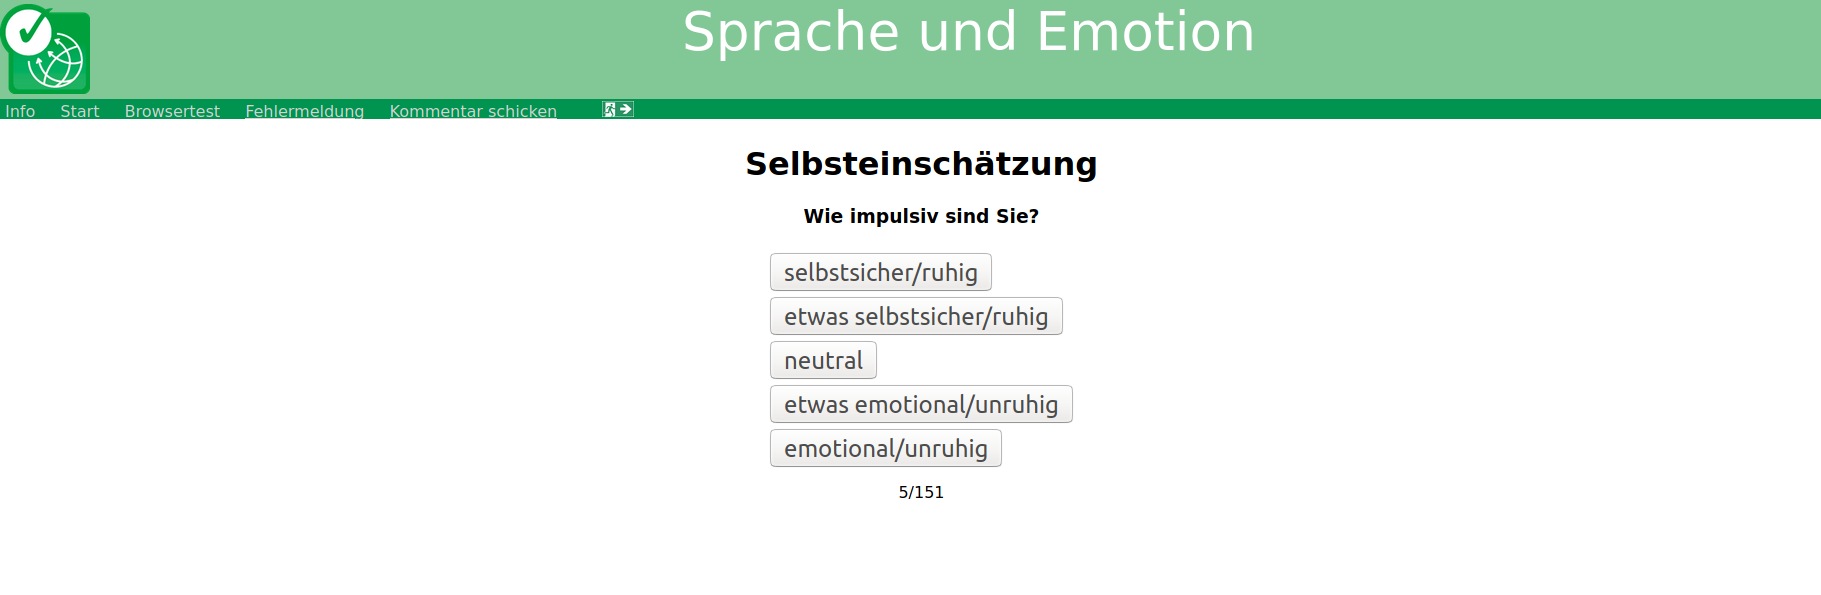 Sprache und Emotion
Info Start Browsertest Fehlermeldung Kommentar schicken
Selbsteinschätzung
Wie impulsiv sind Sie?
selbstsicher/ruhig
etwas selbstsicher/ruhig
neutral
etwas emotional/unruhig
emotional/unruhig
5/151